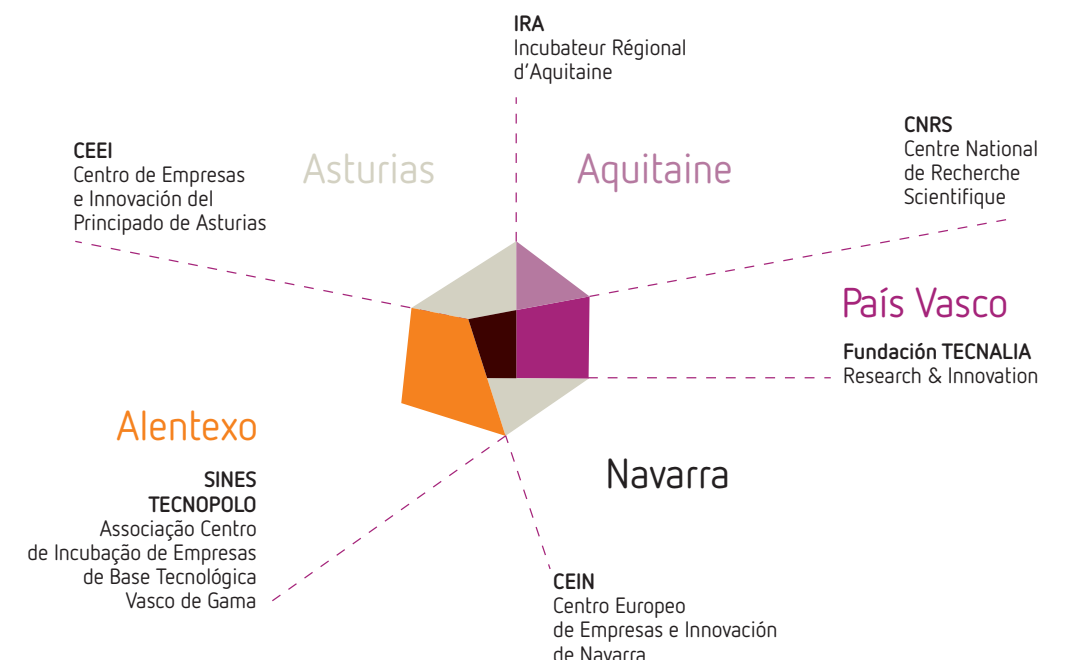 IRA
Incubateur Régional
d'Aquitaine
CEEI
Centro de Empresas
e Innovación del
Principado de Asturias
Asturias
Aquitaine
CNRS
Centre National
de Recherche
Scientifique
País Vasco
Fundación TECNALIA
Research & Innovation
Alentexo
SINES
TECNOPOLO
Associação Centro
de Incubação de Empresas
de Base Tecnológica
Vasco de Gama
Navarra
CEIN
Centro Europeo
de Empresas e Innovación
de Navarra